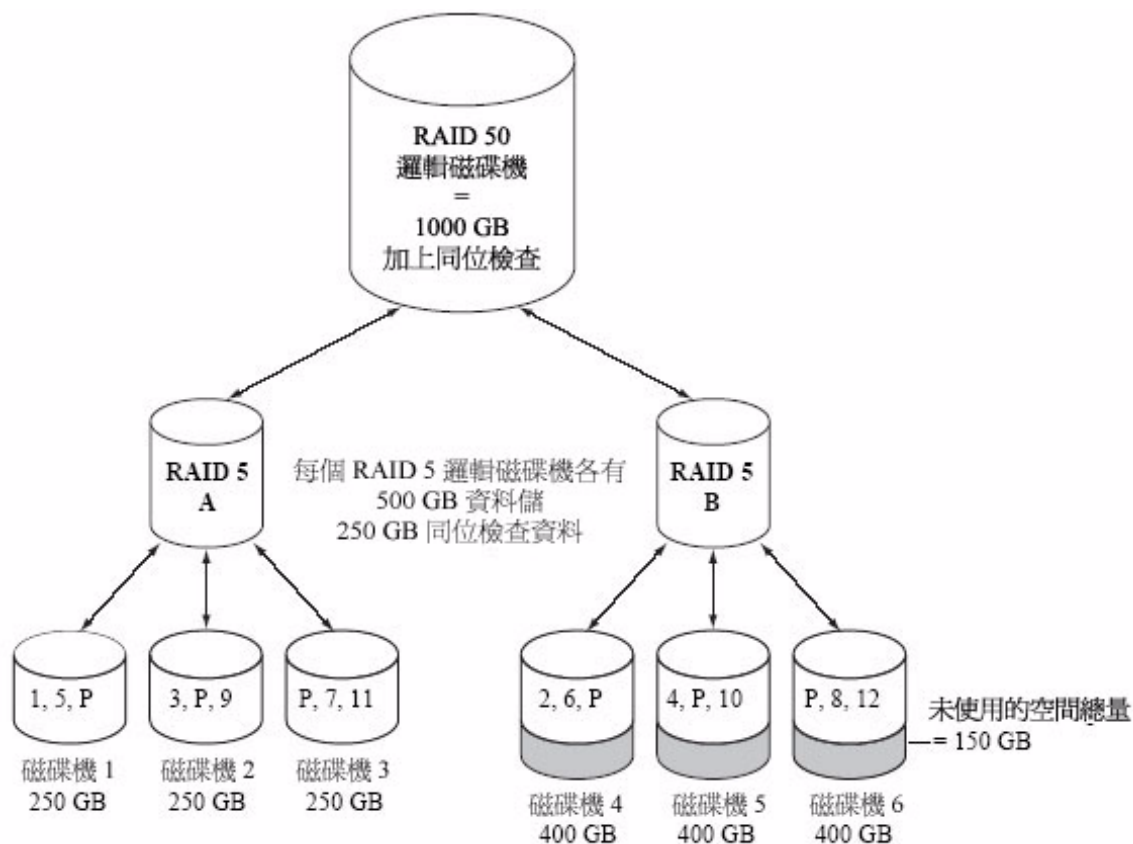 RAID 50
邏輯磁碟機
=
1000 GB
加上同位檢查
RAID 5
A
每個 RAID 5 邏輯磁碟機各有
500 GB 資料儲
250 GB 同位檢查資料
RAID 5
B
1, 5, P
3, P, 9
P, 7, 11
2, 6, P
4, P, 10
P, 8, 12
未使用的空間總量
= 150 GB
磁碟機 1
250 GB
磁碟機 2
250 GB
磁碟機 3
250 GB
磁碟機 4
400 GB
磁碟機 5
400 GB
磁碟機 6
400 GB